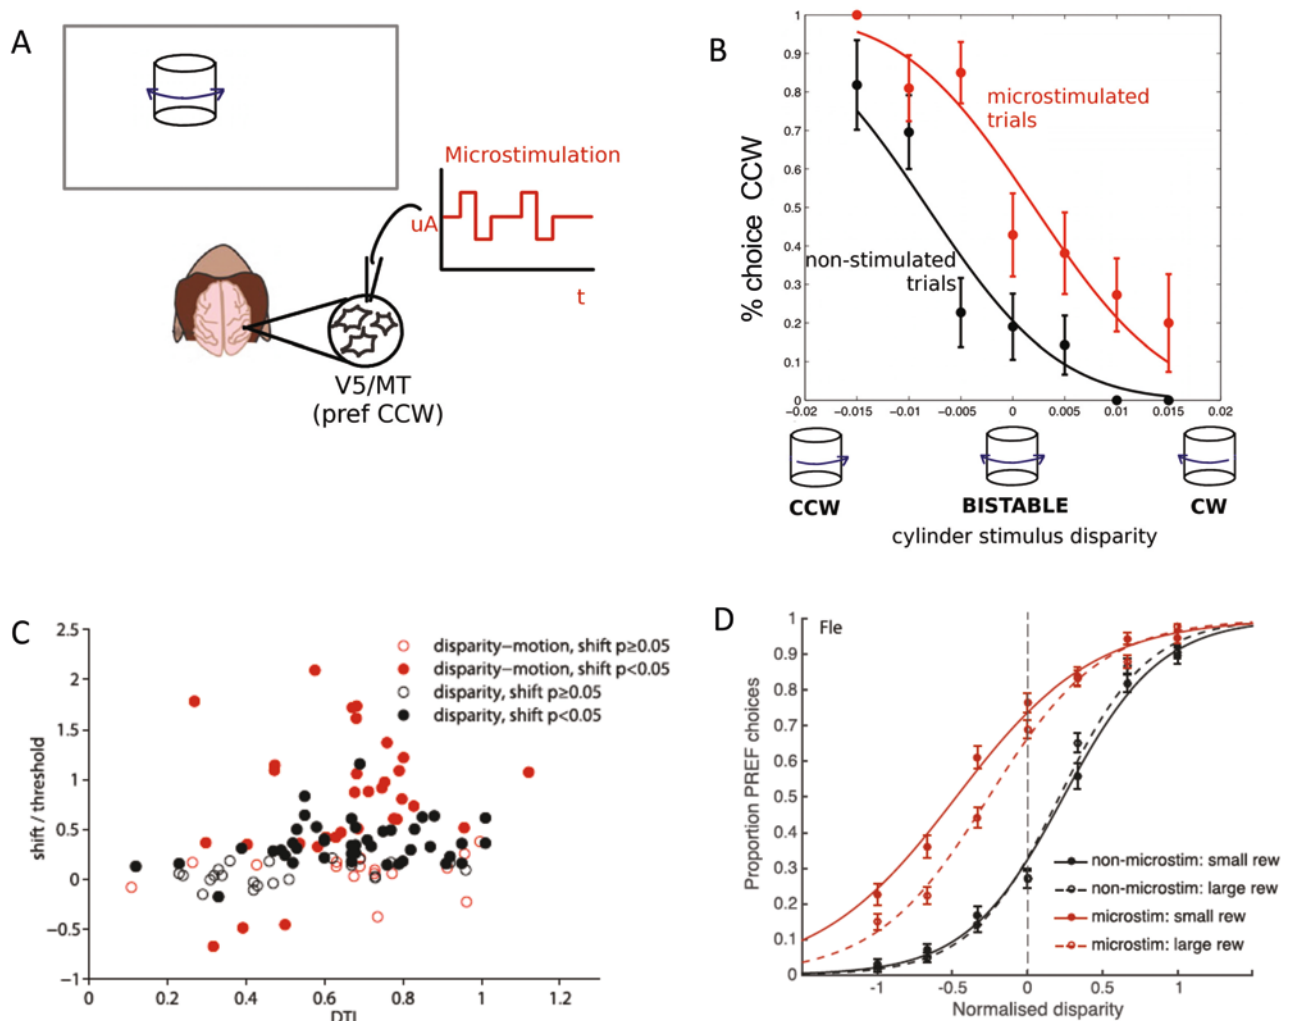 A
Microstimulation
uA
t
V5/MT
(pref CCW)
B
% choice CCW
1
0.9
0.8
0.7
0.6
0.5
0.4
0.3
0.2
0.1
0
microstimulated
trials
non-stimulated
trials
−0.02 −0.015 −0.01 −0.005 0 0.005 0.01 0.015 0.02
CCW BISTABLE CW
cylinder stimulus disparity
C
shift / threshold
2.5
2
1.5
1
0.5
0
−0.5
−1
disparity−motion, shift p≥0.05
disparity−motion, shift p<0.05
disparity, shift p≥0.05
disparity, shift p<0.05
0 0.2 0.4 0.6 0.8 1 1.2
DTI
D
Fle
Proportion PREF choices
1
0.9
0.8
0.7
0.6
0.5
0.4
0.3
0.2
0.1
0
non-microstim: small rew
non-microstim: large rew
microstim: small rew
microstim: large rew
-1 -0.5 0 0.5 1
Normalised disparity